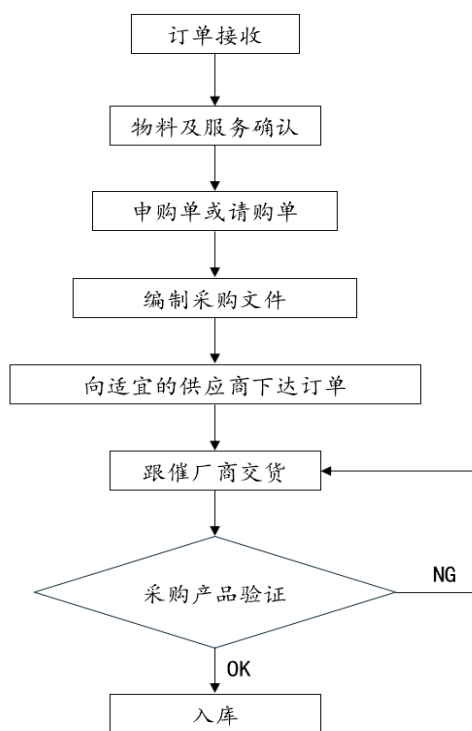 订单接收
物料及服务确认
申购单或请购单
编制采购文件
向适宜的供应商下达订单
跟催厂商交货
采购产品验证
NG
OK
入库